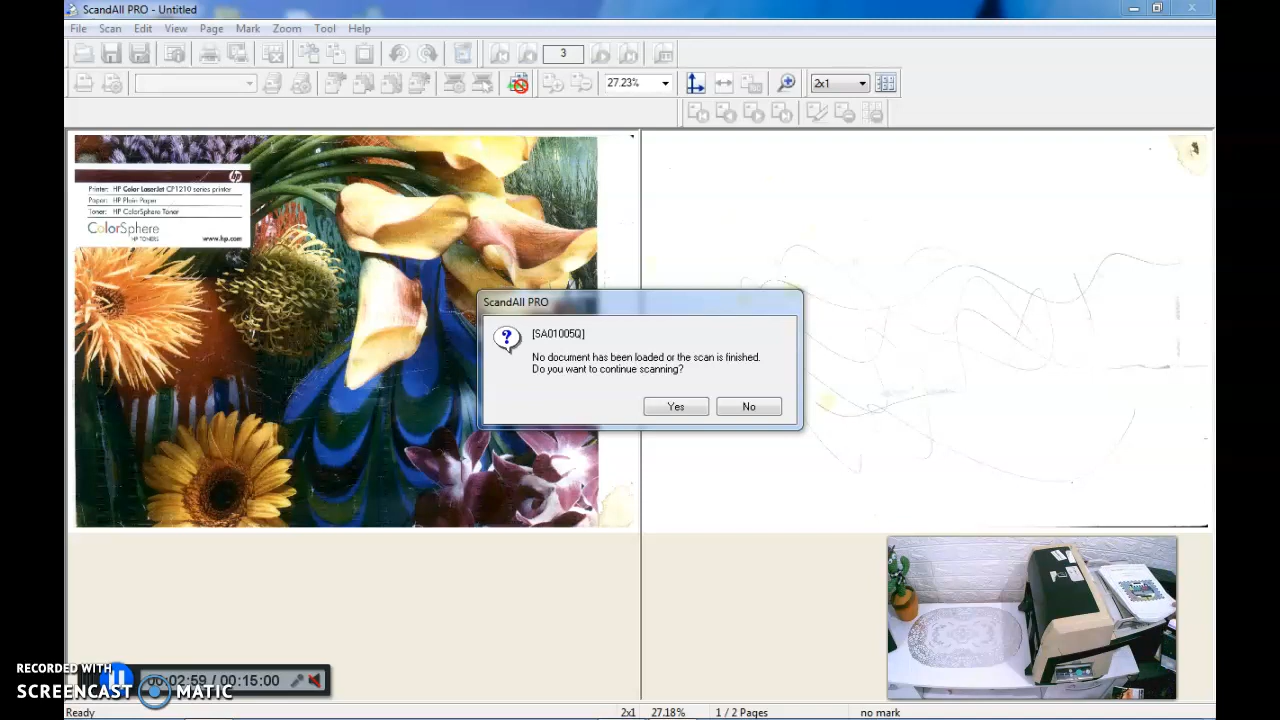 ScandAll PRO - Untitled
File Scan Edit View Page Mark Zoom Tool Help
3
27.23%
2x1
hp
Printer: HP Color LaserJet CP1210 series printer
Paper: HP Plain Paper
Toner: HP ColorSphere Toner
ColorSphere
HP TONERS
www.hp.com
ScandAll PRO
[SA01005Q]
No document has been loaded or the scan is finished.
Do you want to continue scanning?
Yes No
RECORDED WITH
SCREENCAST MATIC
00:02:59 / 00:15:00
Ready 2x1 27.18% 1 / 2 Pages no mark